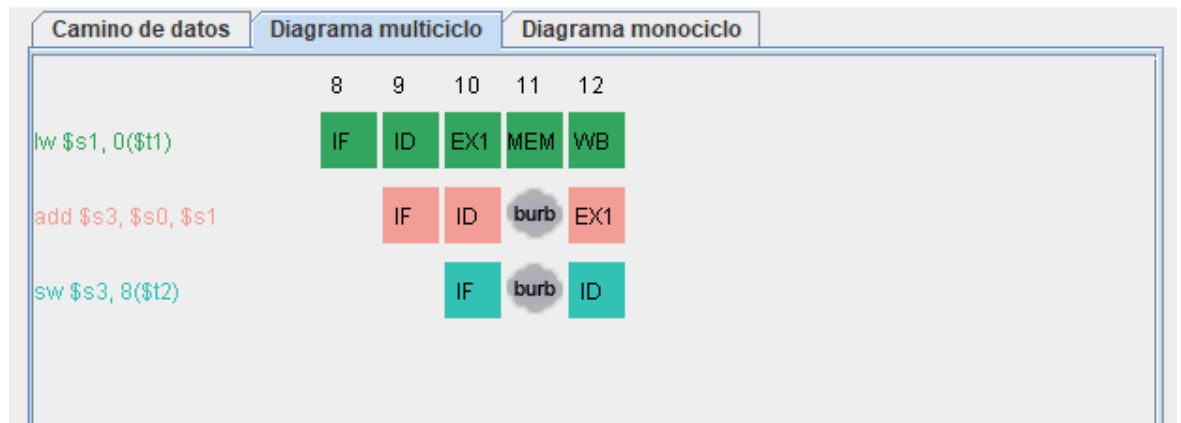 Camino de datos Diagrama multiciclo Diagrama monociclo
8 9 10 11 12
lw $s1, 0($t1) IF ID EX1 MEM WB
add $s3, $s0, $s1 IF ID burb EX1
sw $s3, 8($t2) IF burb ID